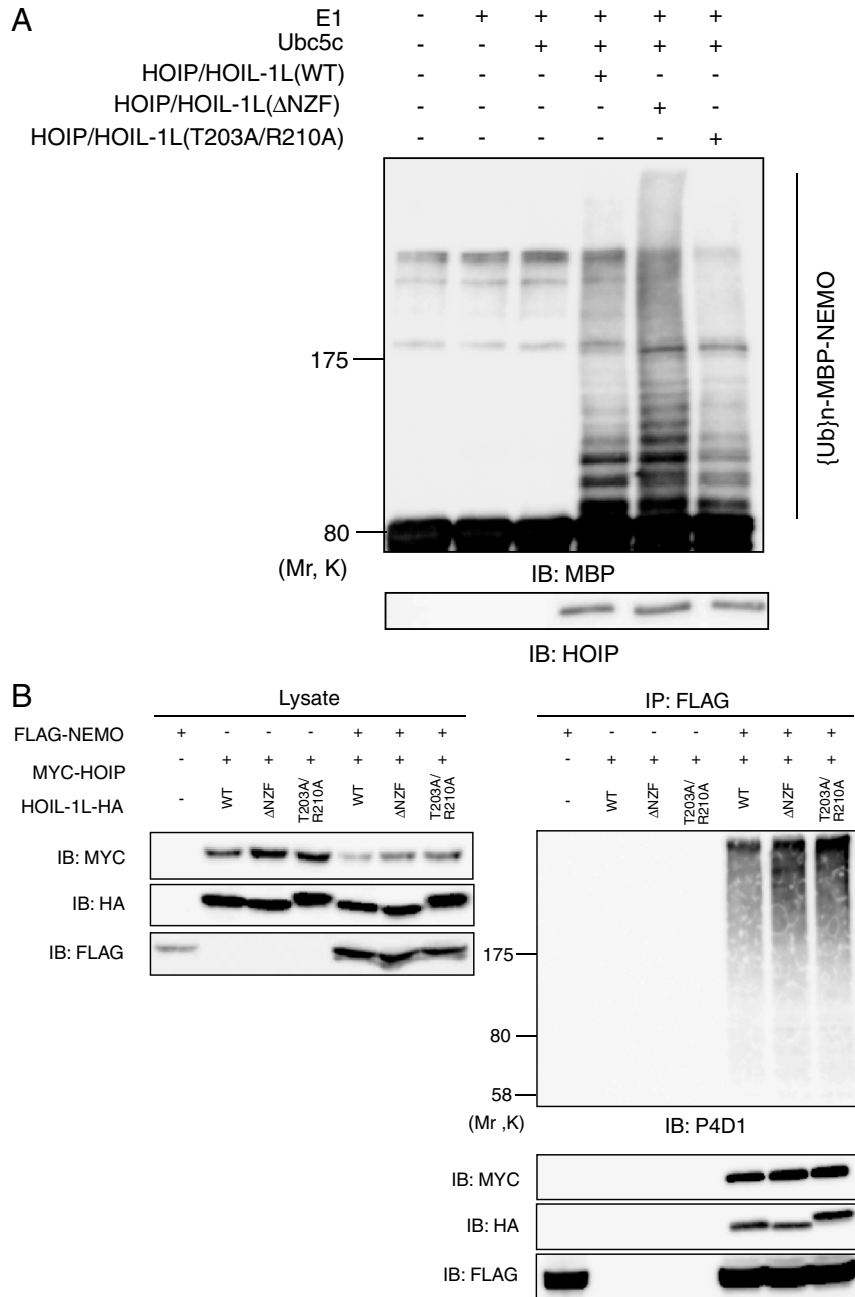 A
E1 - + + + + +
Ubc5c - - + + + +
HOIP/HOIL-1L(WT) - - - + - -
HOIP/HOIL-1L(ΔNZF) - - - - + -
HOIP/HOIL-1L(T203A/R210A) - - - - - +
175
80
(Mr, K)
{Ub}n-MBP-NEMO
IB: MBP
IB: HOIP
B
Lysate
FLAG-NEMO + - - - + + +
MYC-HOIP - + + + + + +
HOIL-1L-HA - WT ΔNZF T203A/R210A WT ΔNZF T203A/R210A
IB: MYC
IB: HA
IB: FLAG
IP: FLAG
+ - - - + + +
- + + + + + +
- WT ΔNZF T203A/R210A WT ΔNZF T203A/R210A
175
80
58
(Mr ,K)
IB: P4D1
IB: MYC
IB: HA
IB: FLAG